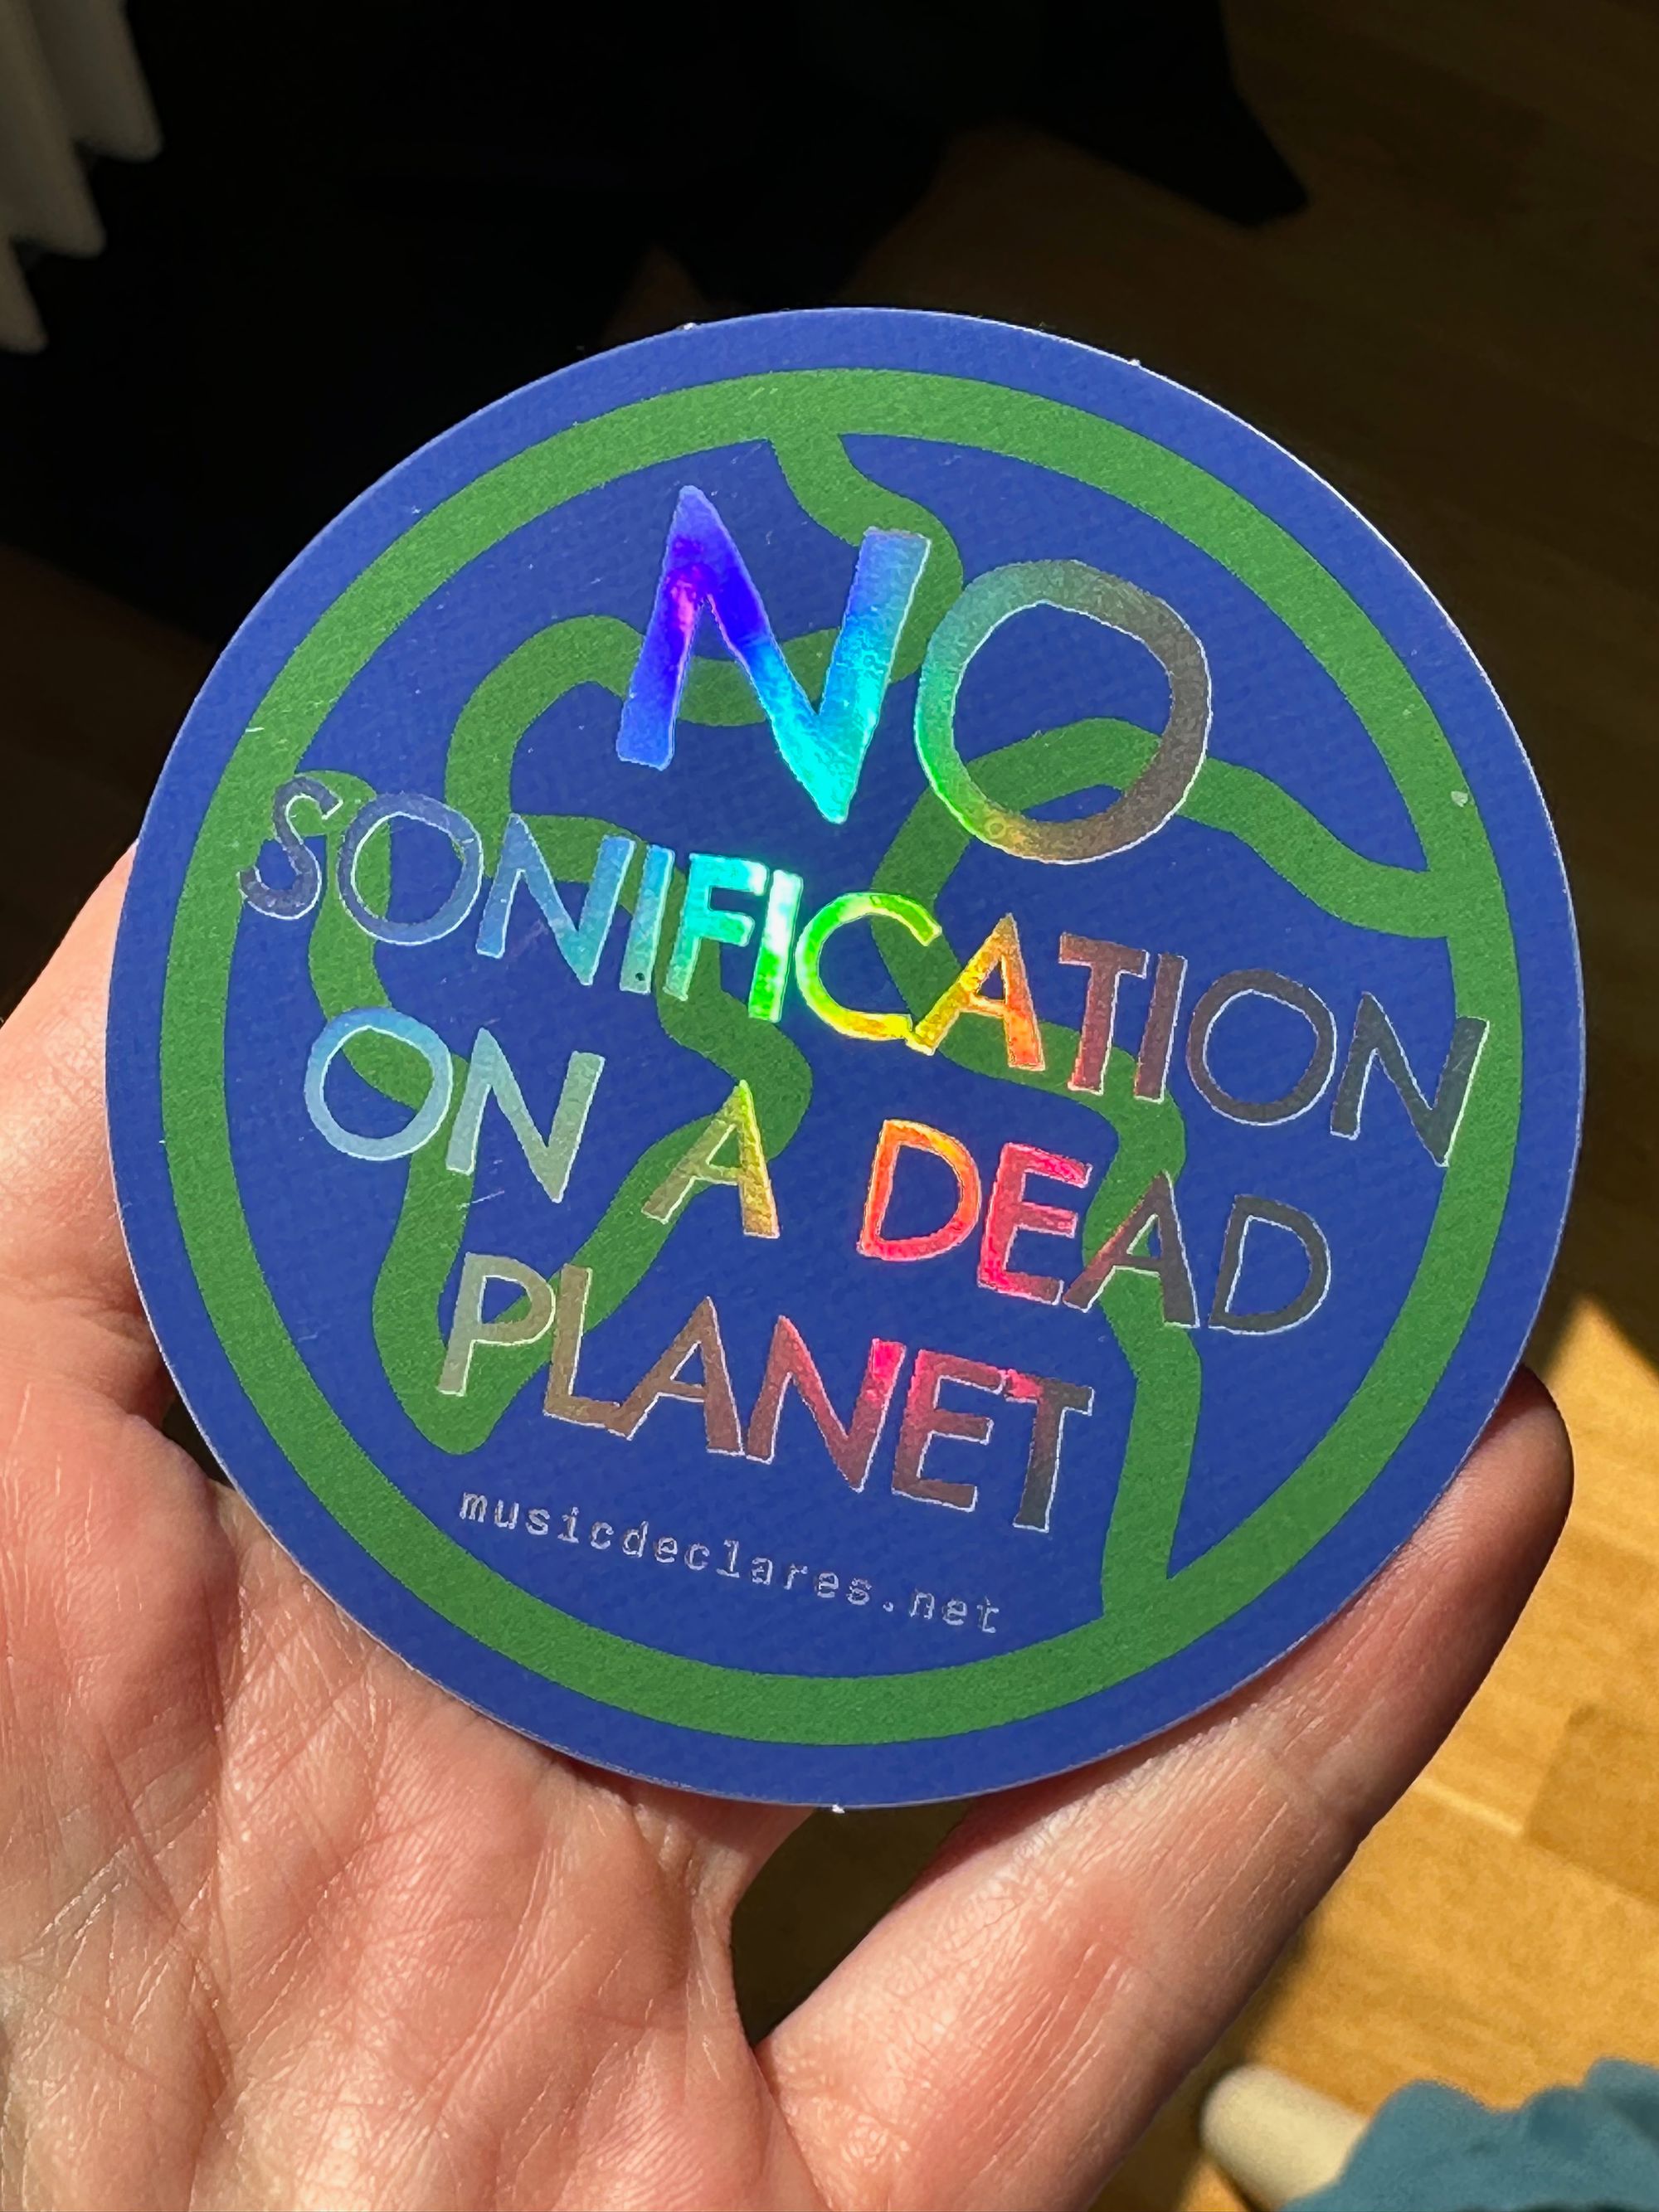 NO
SONIFICATION
ON A DEAD
PLANET
musicdeclares.net